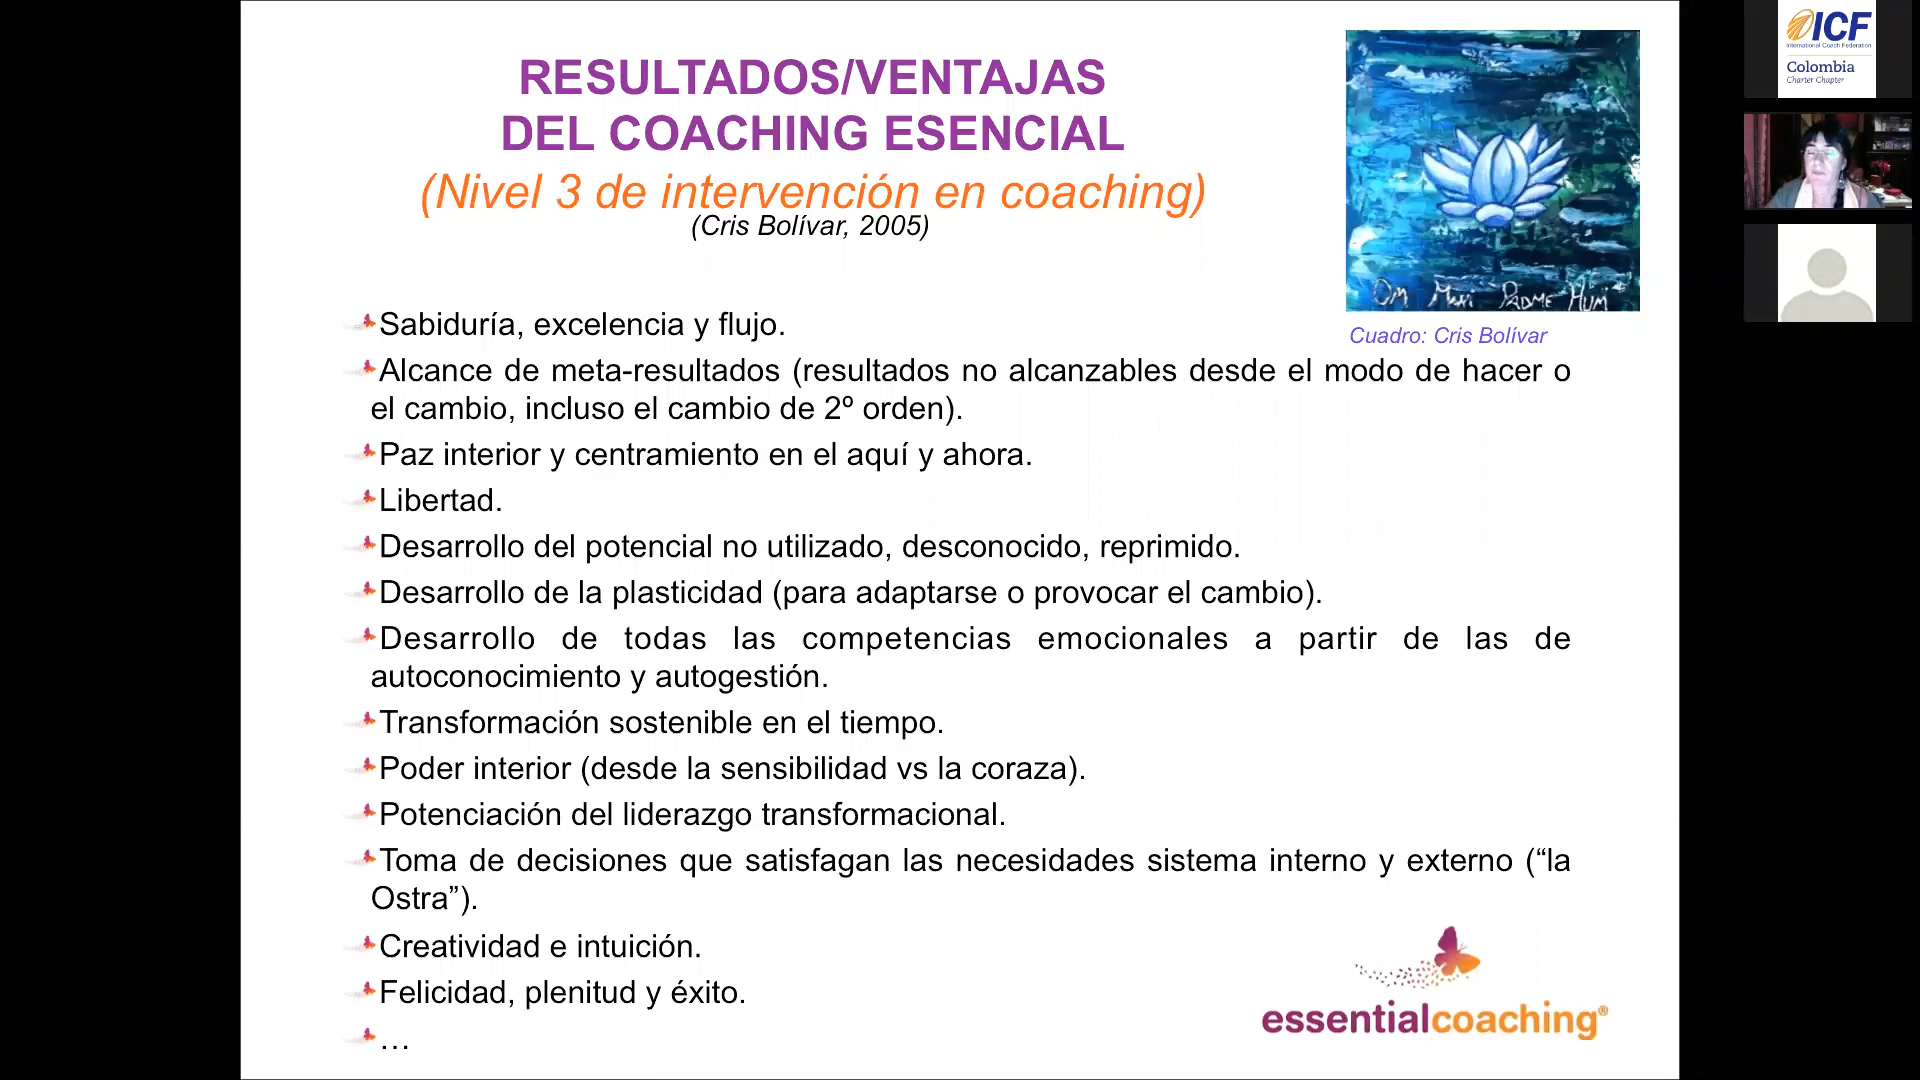 RESULTADOS/VENTAJAS
DEL COACHING ESENCIAL
(Nivel 3 de intervención en coaching)
(Cris Bolívar, 2005)
Om Mani Padme Hum
Cuadro: Cris Bolívar
Sabiduría, excelencia y flujo.
Alcance de meta-resultados (resultados no alcanzables desde el modo de hacer o
el cambio, incluso el cambio de 2º orden).
Paz interior y centramiento en el aquí y ahora.
Libertad.
Desarrollo del potencial no utilizado, desconocido, reprimido.
Desarrollo de la plasticidad (para adaptarse o provocar el cambio).
Desarrollo de todas las competencias emocionales a partir de las de
autoconocimiento y autogestión.
Transformación sostenible en el tiempo.
Poder interior (desde la sensibilidad vs la coraza).
Potenciación del liderazgo transformacional.
Toma de decisiones que satisfagan las necesidades sistema interno y externo (“la
Ostra”).
Creatividad e intuición.
Felicidad, plenitud y éxito.
…
essentialcoaching®
ICF
International Coach Federation
Colombia
Charter Chapter